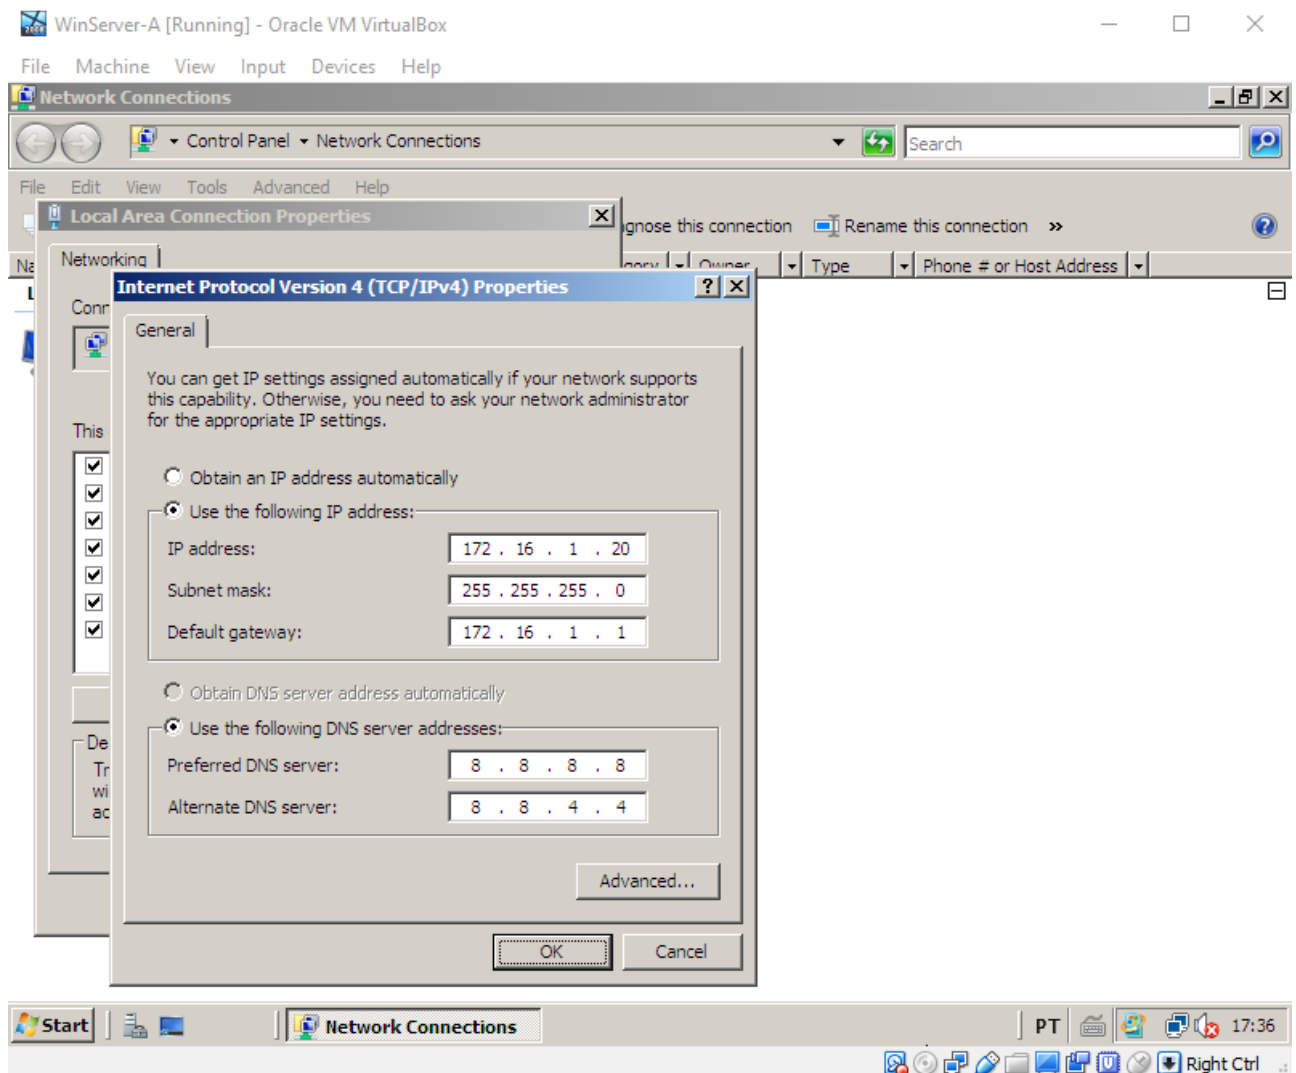 WinServer-A [Running] - Oracle VM VirtualBox
File Machine View Input Devices Help
Network Connections
Control Panel Network Connections
Search
File Edit View Tools Advanced Help
Local Area Connection Properties
this connection Rename this connection »
Networking
Owner Type Phone # or Host Address
Internet Protocol Version 4 (TCP/IPv4) Properties
General
You can get IP settings assigned automatically if your network supports
this capability. Otherwise, you need to ask your network administrator
for the appropriate IP settings.
This
Obtain an IP address automatically
Use the following IP address:
IP address: 172 . 16 . 1 . 20
Subnet mask: 255 . 255 . 255 . 0
Default gateway: 172 . 16 . 1 . 1
Obtain DNS server address automatically
Use the following DNS server addresses:
Preferred DNS server: 8 . 8 . 8 . 8
Alternate DNS server: 8 . 8 . 4 . 4
Advanced...
OK Cancel
Start Network Connections PT 17:36
Right Ctrl